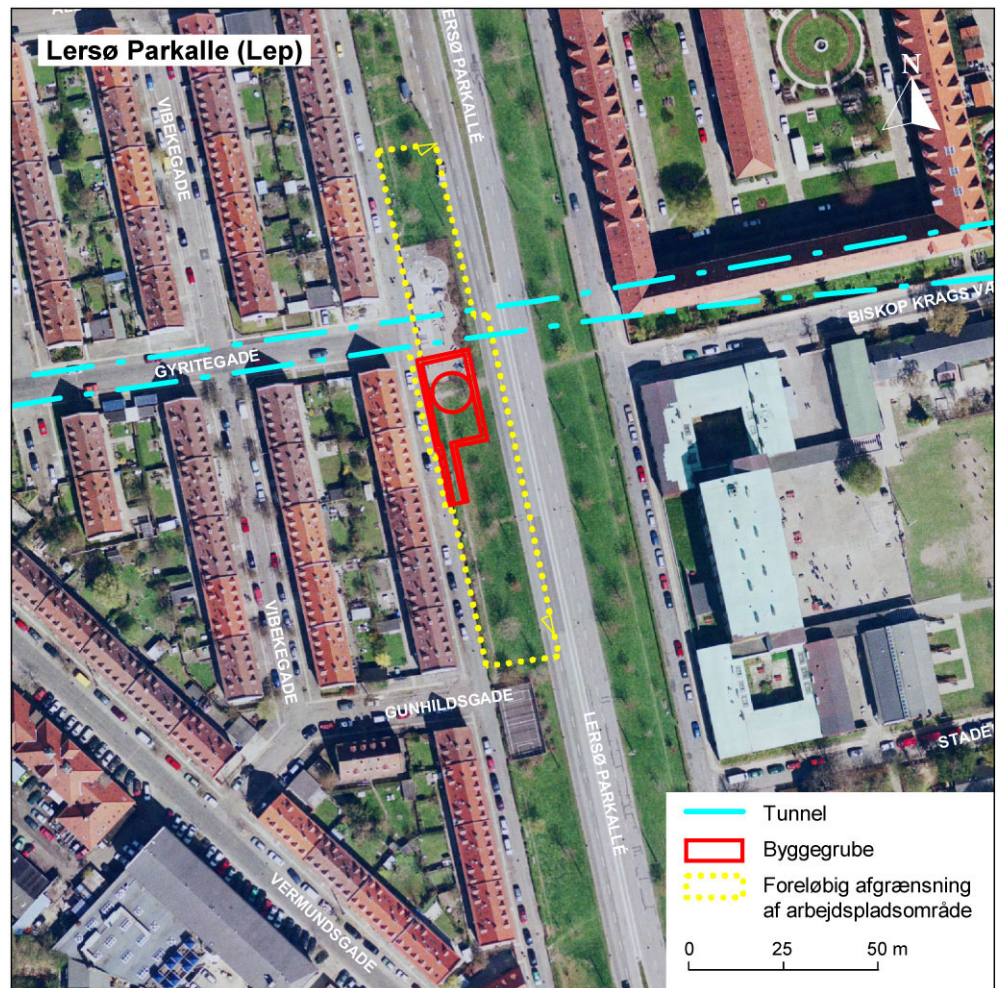 Lersø Parkalle (Lep)
LERSØ PARKALLÉ
N
VIBEKEGADE
BISKOP KRAGS VÆ
GYRITEGADE
VIBEKEGADE
GUNHILDSGADE
LERSØ PARKALLÉ
STADE
VERMUNDSGADE
Tunnel
Byggegrube
Foreløbig afgrænsning
af arbejdspladsområde
0 25 50 m